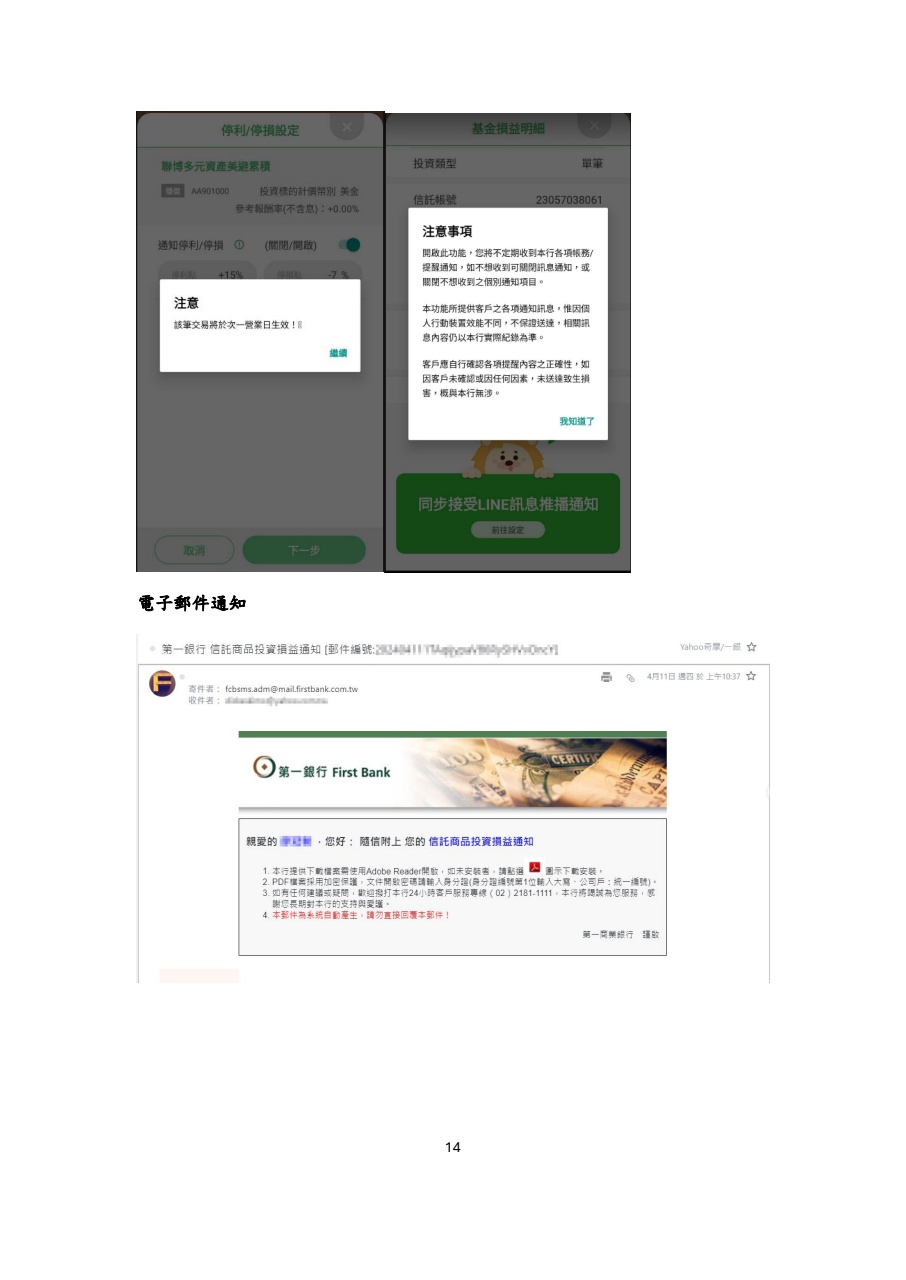 停利/停損設定
聯博多元資產美避累積
AA901000 投資標的計價幣別 美金
參考報酬率(不含息)：+0.00%
通知停利/停損 (關閉/開啟)
停利點 +15% 停損點 -7 %
注意
該筆交易將於次一營業日生效！
繼續
取消 下一步
基金損益明細
投資類型 單筆
信託帳號 23057038061
注意事項
開啟此功能，您將不定期收到本行各項帳務/
提醒通知，如不想收到可關閉訊息通知，或
關閉不想收到之個別通知項目。
本功能所提供客戶之各項通知訊息，惟因個
人行動裝置效能不同，不保證送達，相關訊
息內容仍以本行實際紀錄為準。
客戶應自行確認各項提醒內容之正確性，如
因客戶未確認或因任何因素，未送達致生損
害，概與本行無涉。
我知道了
同步接受LINE訊息推播通知
前往設定
電子郵件通知
第一銀行 信託商品投資損益通知 [郵件編號:
Yahoo奇摩/一銀
寄件者： fcbsms.adm@mail.firstbank.com.tw
4月11日 週四 於 上午10:37
收件者：
第一銀行 First Bank
CERTIFIC
親愛的 ，您好： 隨信附上 您的 信託商品投資損益通知
1. 本行提供下載檔案需使用Adobe Reader開啟，如未安裝者，請點選 圖示下載安裝。
2. PDF檔案採用加密保護，文件開啟密碼請輸入身分證(身分證編號第1位輸入大寫、公司戶：統一編號)。
3. 如有任何建議或疑問，歡迎撥打本行24小時客戶服務專線（02）2181-1111，本行將竭誠為您服務，感
謝您長期對本行的支持與愛護。
4. 本郵件為系統自動產生，請勿直接回覆本郵件！
第一商業銀行 謹啟
14